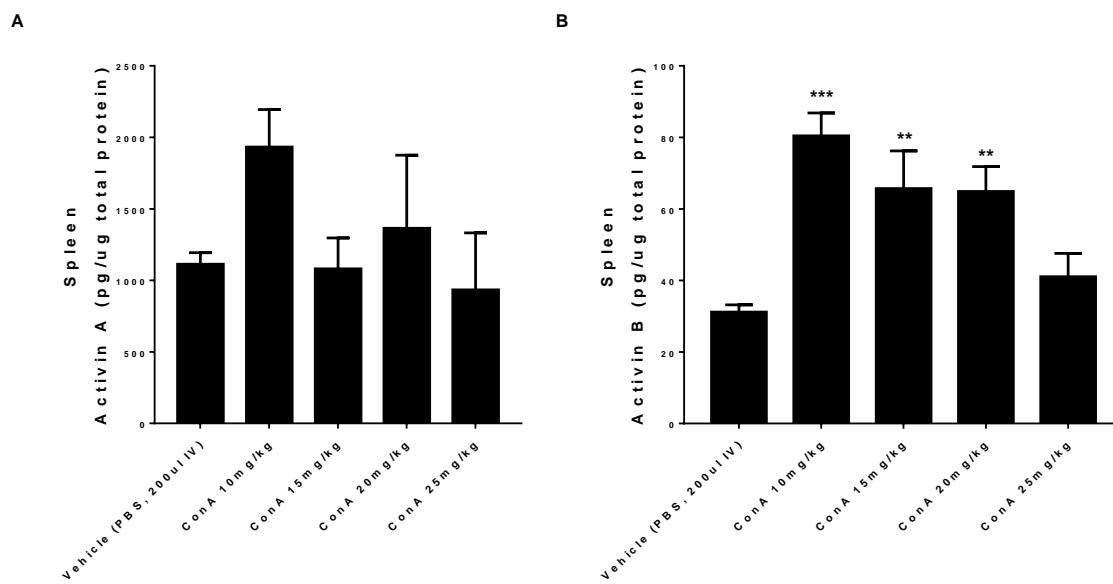 A
B
Spleen
Activin A (pg/ug total protein)
2500
2000
1500
1000
500
0
Vehicle (PBS, 200ul IV)
ConA 10mg/kg
ConA 15mg/kg
ConA 20mg/kg
ConA 25mg/kg
Spleen
Activin B (pg/ug total protein)
100
80
60
40
20
0
***
**
**
Vehicle (PBS, 200ul IV)
ConA 10mg/kg
ConA 15mg/kg
ConA 20mg/kg
ConA 25mg/kg